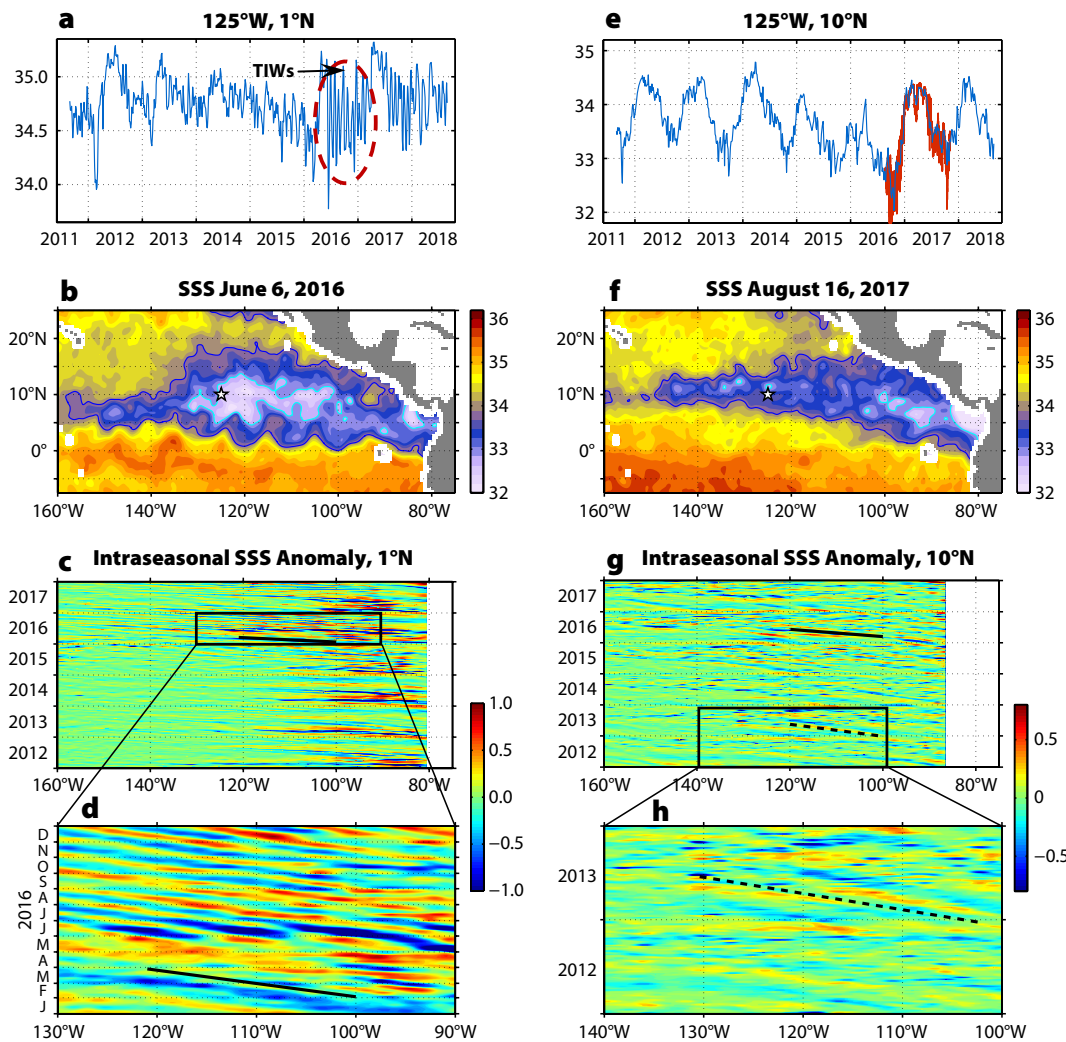 a
125°W, 1°N
35.0
34.5
34.0
TIWs
2011 2012 2013 2014 2015 2016 2017 2018
e
125°W, 10°N
35
34
33
32
2011 2012 2013 2014 2015 2016 2017 2018
b
SSS June 6, 2016
20°N
10°N
0°
160°W 140°W 120°W 100°W 80°W
36
35
34
33
32
f
SSS August 16, 2017
20°N
10°N
0°
160°W 140°W 120°W 100°W 80°W
36
35
34
33
32
c
Intraseasonal SSS Anomaly, 1°N
2017
2016
2015
2014
2013
2012
160°W 140°W 120°W 100°W 80°W
1.0
0.5
0.0
−0.5
−1.0
g
Intraseasonal SSS Anomaly, 10°N
2017
2016
2015
2014
2013
2012
160°W 140°W 120°W 100°W 80°W
0.5
0
−0.5
d
2016
D
N
O
S
A
J
J
M
A
M
F
J
130°W 120°W 110°W 100°W 90°W
h
2013
2012
140°W 130°W 120°W 110°W 100°W